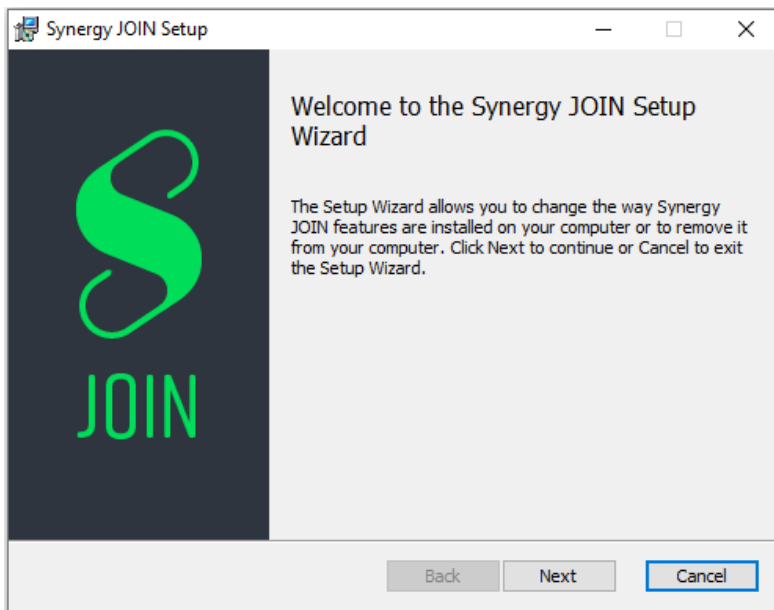 Synergy JOIN Setup
Welcome to the Synergy JOIN Setup
Wizard
The Setup Wizard allows you to change the way Synergy
JOIN features are installed on your computer or to remove it
from your computer. Click Next to continue or Cancel to exit
the Setup Wizard.
JOIN
Back Next Cancel